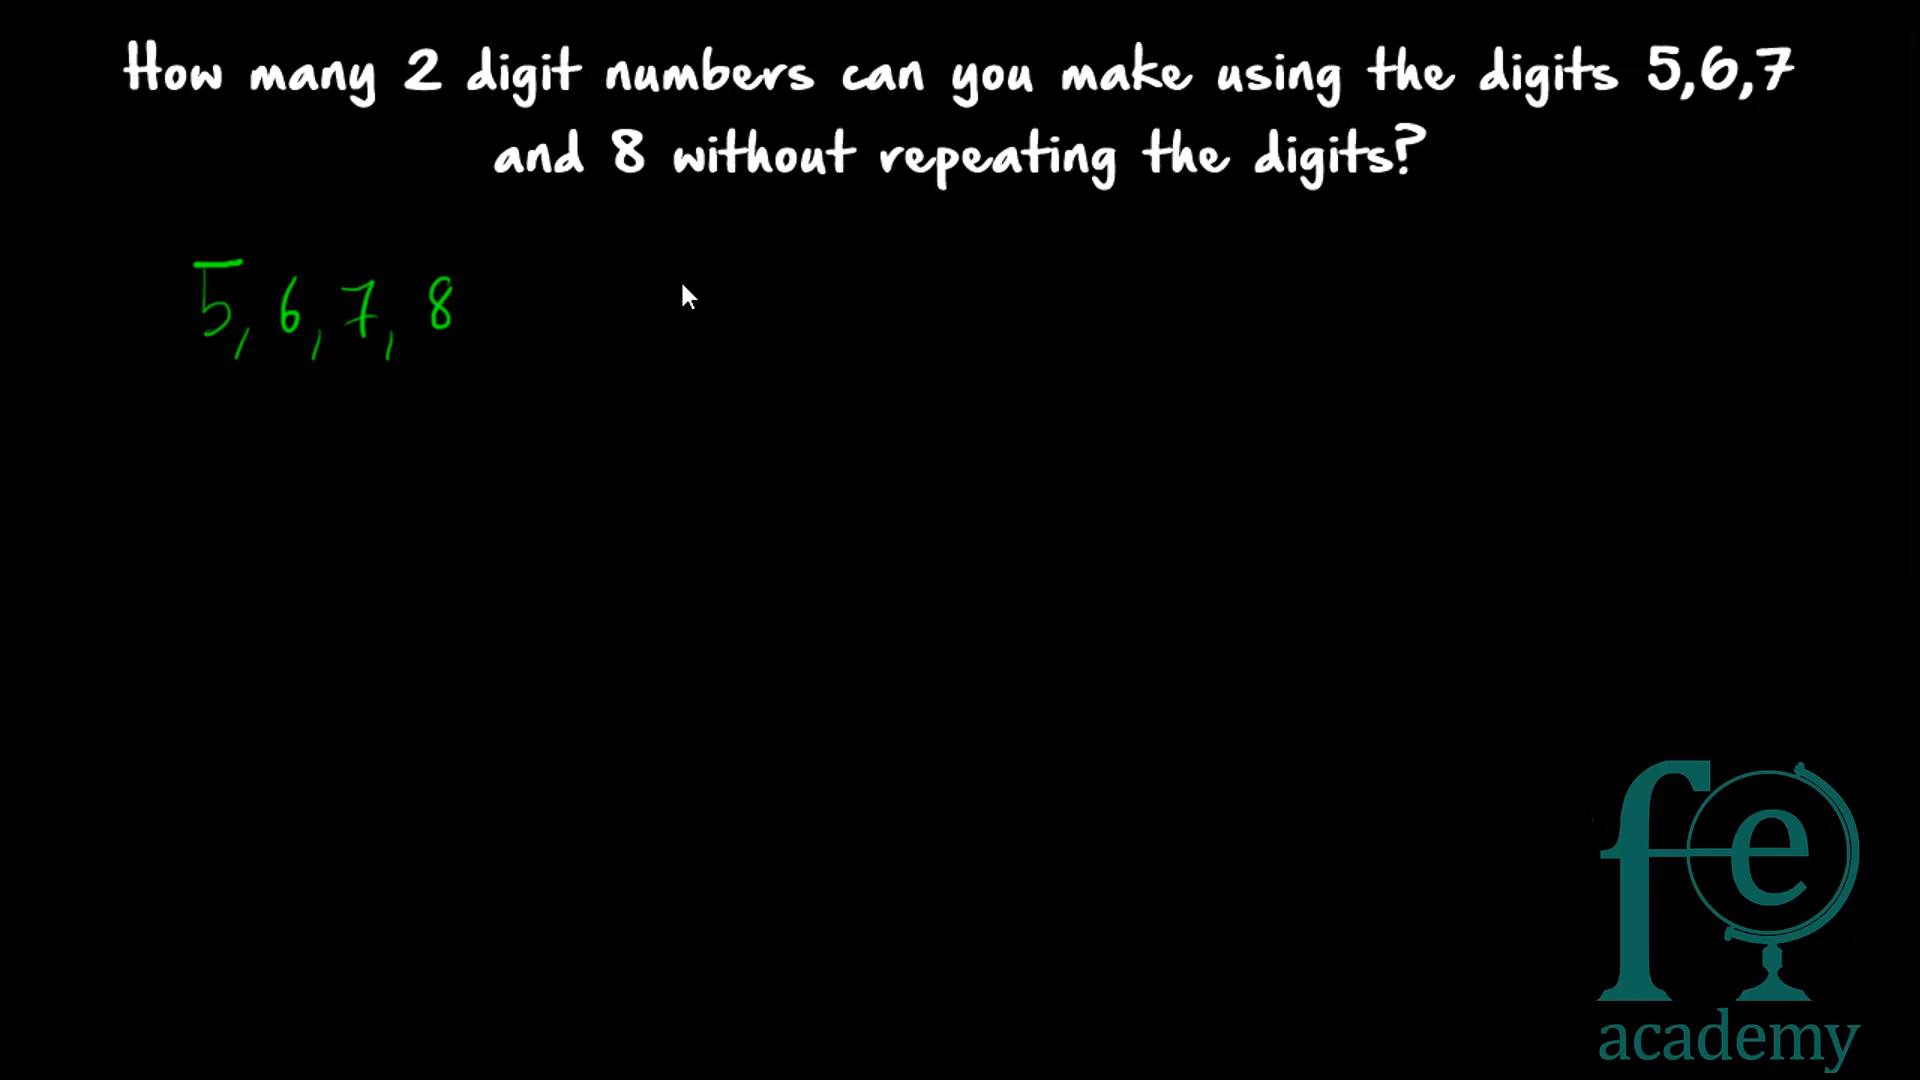 How many 2 digit numbers can you make using the digits 5,6,7
and 8 without repeating the digits?
5, 6, 7, 8
fe
academy